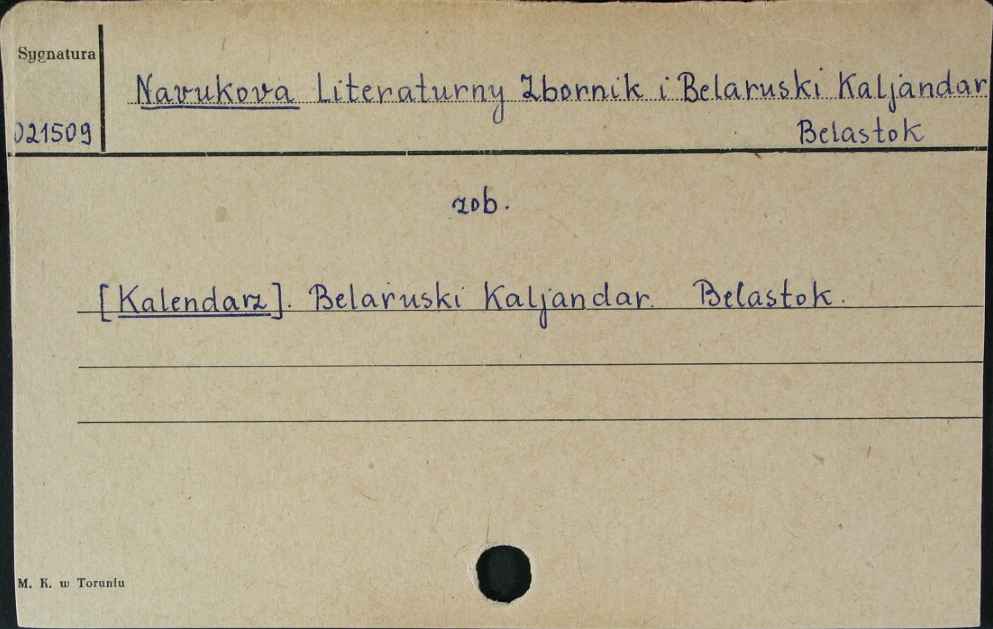 Sygnatura
Navukova Literaturny Zbornik i Belaruski Kaljandar
021509
Belastok
zob.
[Kalendarz]. Belaruski Kaljandar. Belastok.
M. K. w Toruniu